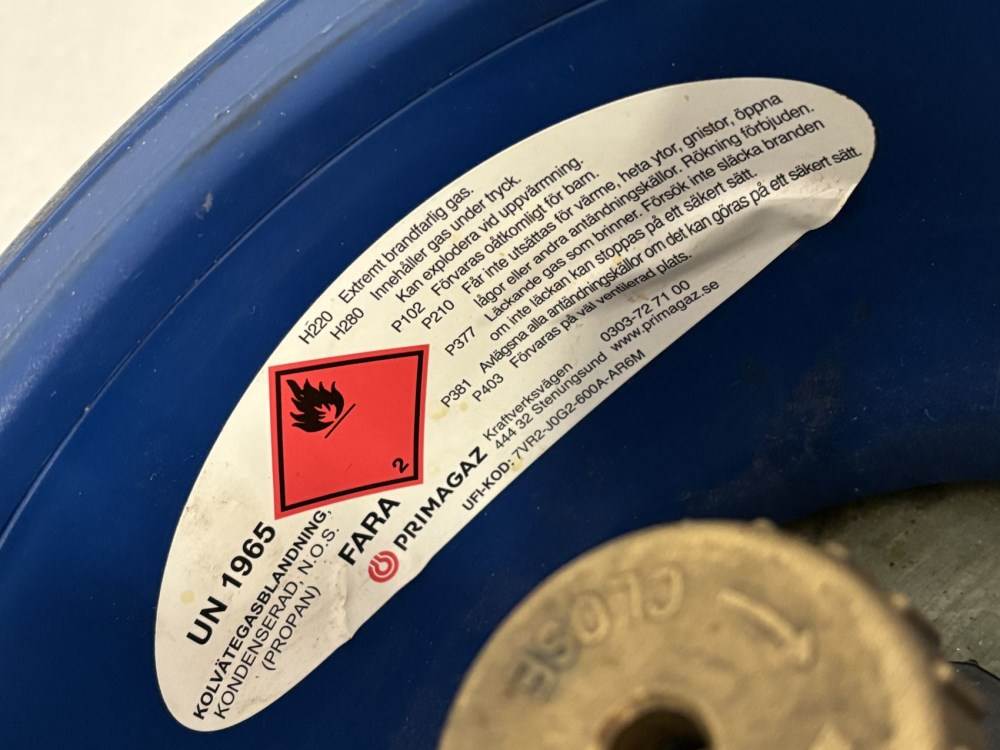 H220 Extremt brandfarlig gas.
H280 Innehåller gas under tryck.
Kan explodera vid uppvärmning.
P102 Förvaras oåtkomligt för barn.
P210 Får inte utsättas för värme, heta ytor, gnistor, öppna
lågor eller andra antändningskällor. Rökning förbjuden.
P377 Läckande gas som brinner. Försök inte släcka branden
om inte läckan kan stoppas på ett säkert sätt.
P381 Avlägsna alla antändningskällor om det kan göras på ett säkert sätt.
P403 Förvaras på väl ventilerad plats.
2
UN 1965
KOLVÄTEGASBLANDNING,
KONDENSERAD, N.O.S.
(PROPAN)
FARA
PRIMAGAZ
Kraftverksvägen 0303-72 71 00
444 32 Stenungsund www.primagaz.se
UFI-KOD: 7VR2-J0G2-600A-AR6M
CLOSE